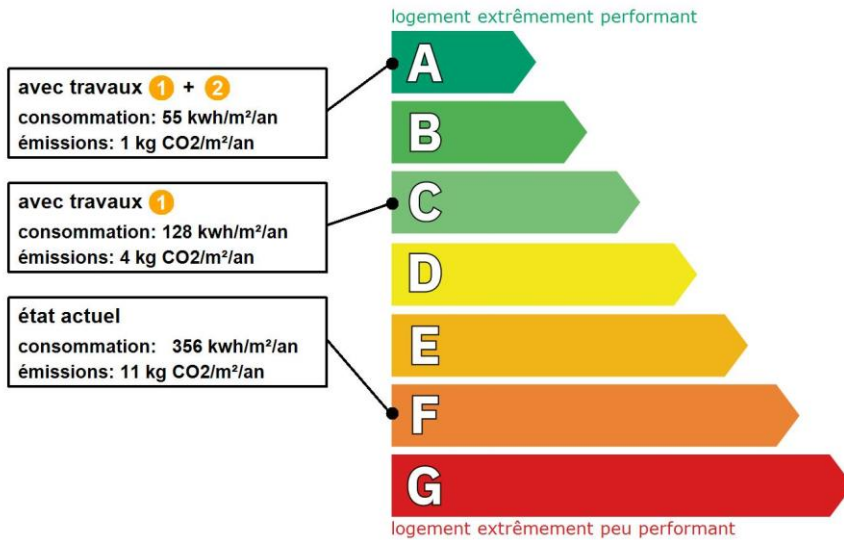 logement extrêmement performant
A
avec travaux 1 + 2
consommation: 55 kwh/m²/an
émissions: 1 kg CO2/m²/an
B
avec travaux 1
consommation: 128 kwh/m²/an
émissions: 4 kg CO2/m²/an
C
D
état actuel
consommation: 356 kwh/m²/an
émissions: 11 kg CO2/m²/an
E
F
G
logement extrêmement peu performant